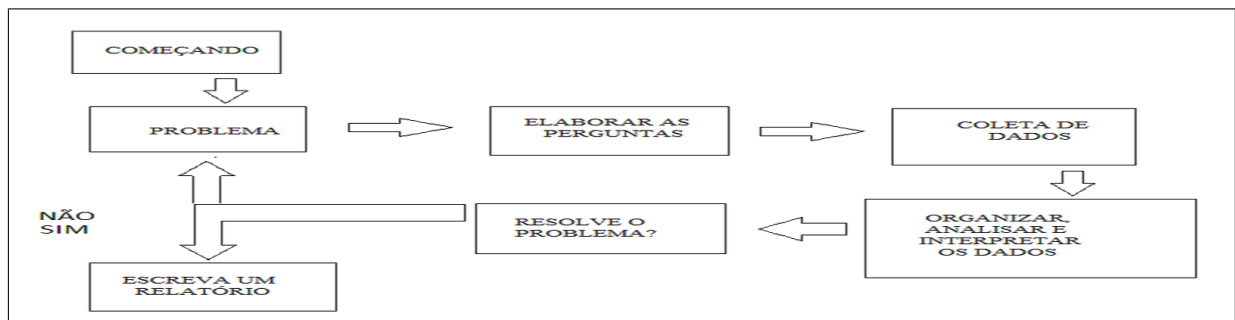 COMEÇANDO
PROBLEMA
ELABORAR AS
PERGUNTAS
COLETA DE
DADOS
ORGANIZAR,
ANALISAR E
INTERPRETAR
OS DADOS
RESOLVE O
PROBLEMA?
NÃO
SIM
ESCREVA UM
RELATÓRIO